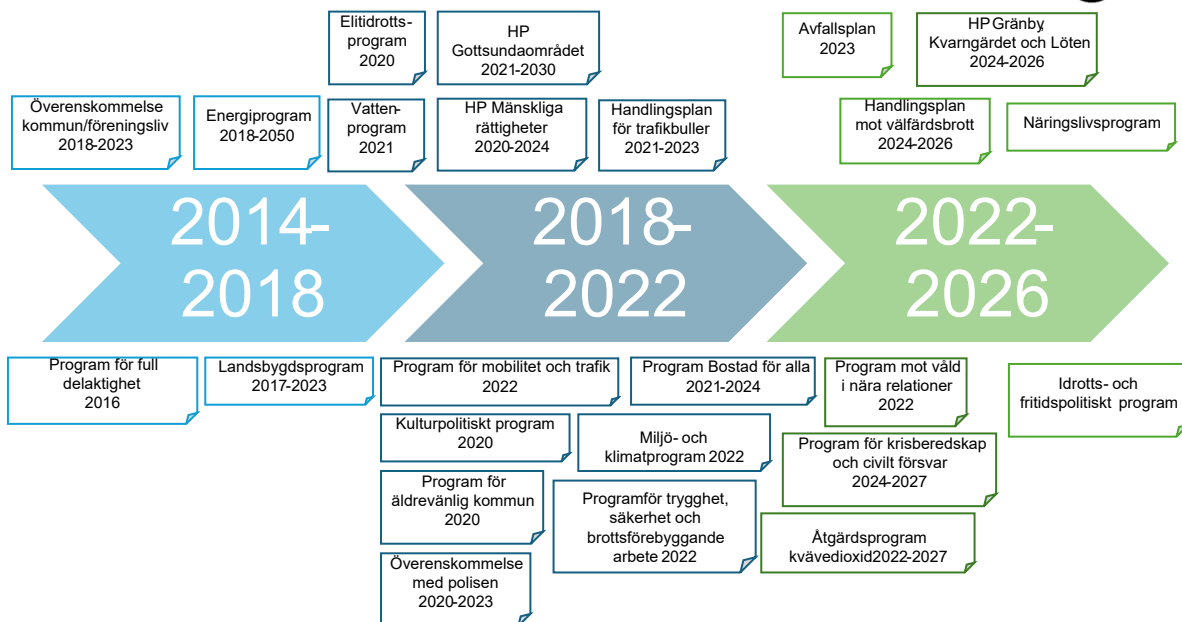 Elitidrotts-
program
2020
HP
Gottsundaområdet
2021-2030
Avfallsplan
2023
HP Gränby,
Kvarngärdet och Löten
2024-2026
Överenskommelse
kommun/föreningsliv
2018-2023
Energiprogram
2018-2050
Vatten-
program
2021
HP Mänskliga
rättigheter
2020-2024
Handlingsplan
för trafikbuller
2021-2023
Handlingsplan
mot välfärdsbrott
2024-2026
Näringslivsprogram
2014-
2018
2018-
2022
2022-
2026
Program för full
delaktighet
2016
Landsbygdsprogram
2017-2023
Program för mobilitet och trafik
2022
Program Bostad för alla
2021-2024
Program mot våld
i nära relationer
2022
Idrotts- och
fritidspolitiskt program
Kulturpolitiskt program
2020
Miljö- och
klimatprogram 2022
Program för krisberedskap
och civilt försvar
2024-2027
Program för
äldrevänlig kommun
2020
Programför trygghet,
säkerhet och
brottsförebyggande
arbete 2022
Åtgärdsprogram
kvävedioxid2022-2027
Överenskommelse
med polisen
2020-2023